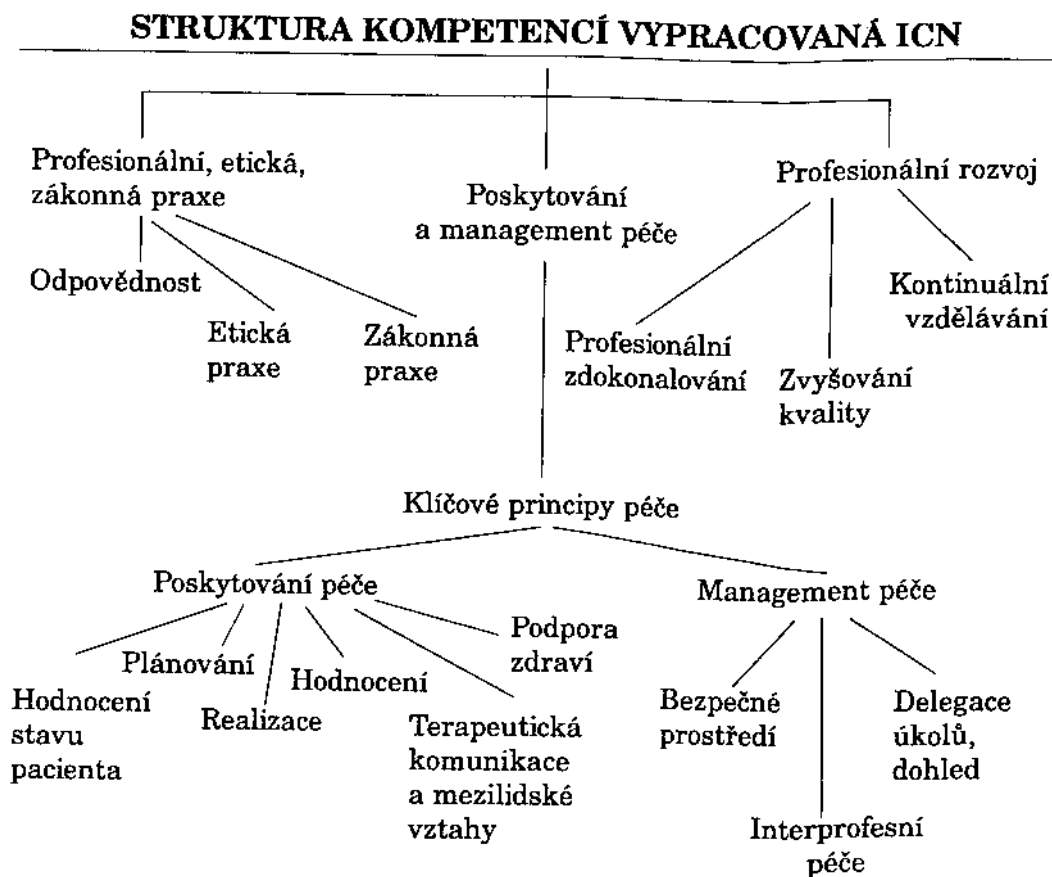 STRUKTURA KOMPETENCÍ VYPRACOVANÁ ICN
Profesionální, etická,
zákonná praxe
Poskytování
a management péče
Profesionální rozvoj
Odpovědnost
Etická
praxe
Zákonná
praxe
Profesionální
zdokonalování
Zvyšování
kvality
Kontinuální
vzdělávání
Klíčové principy péče
Poskytování péče
Management péče
Hodnocení
stavu
pacienta
Plánování
Realizace
Hodnocení
Terapeutická
komunikace
a mezilidské
vztahy
Podpora
zdraví
Bezpečné
prostředí
Interprofesní
péče
Delegace
úkolů,
dohled